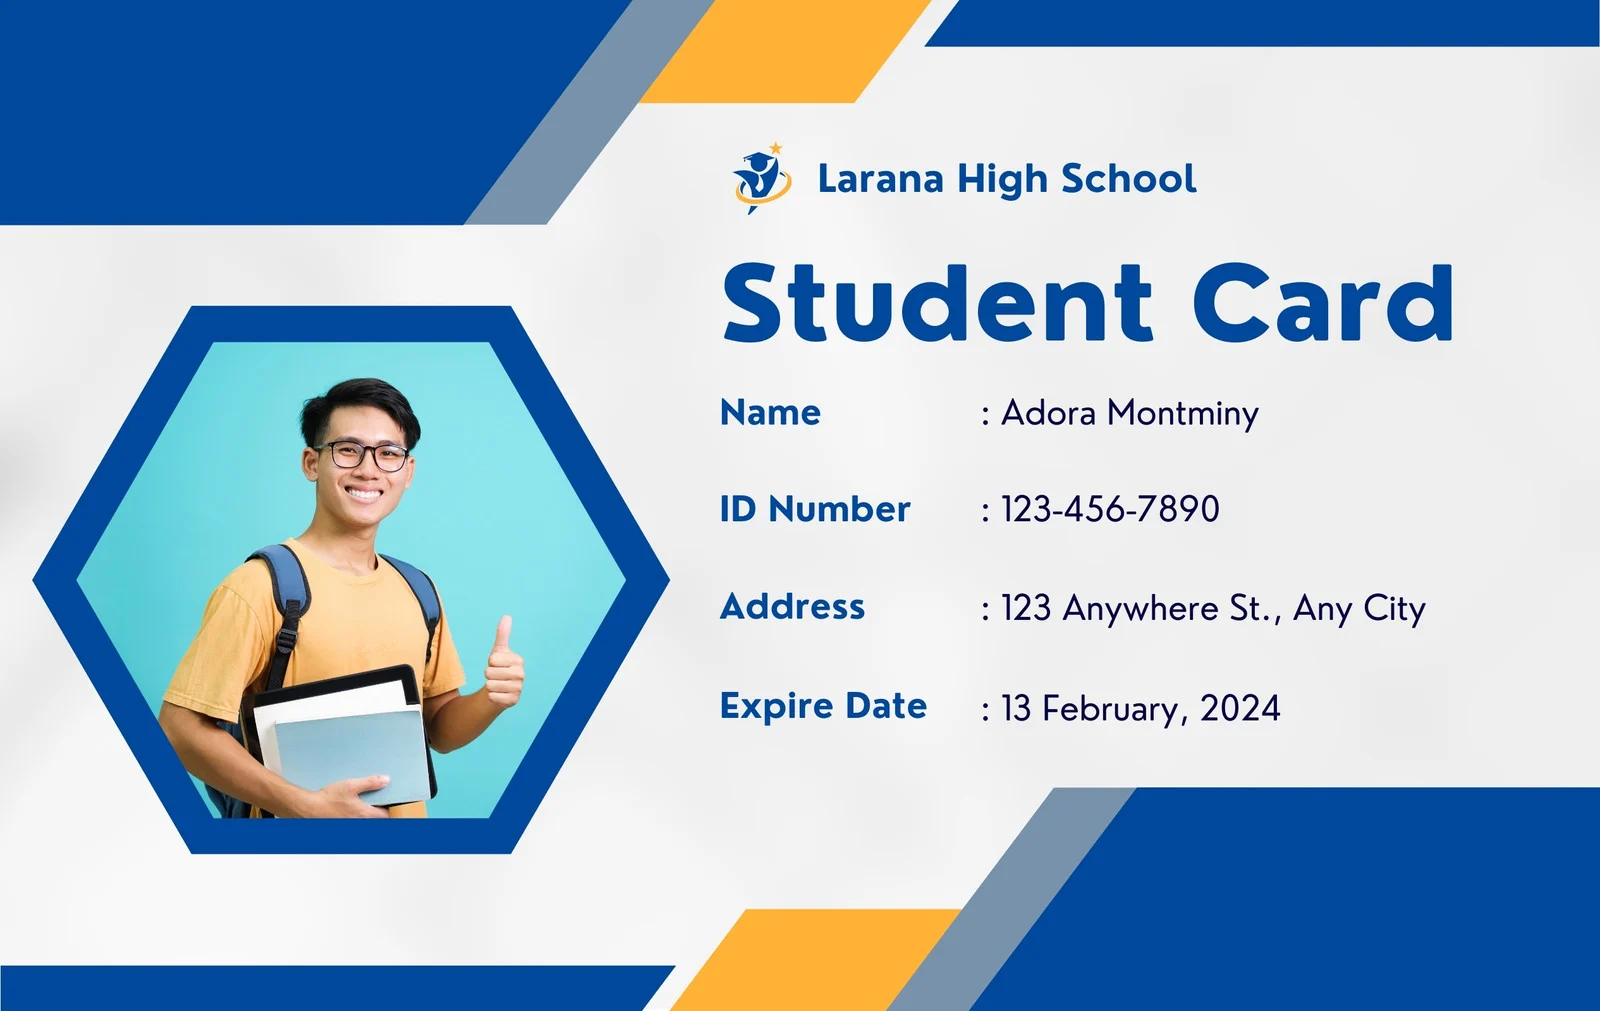 Larana High School
Student Card
Name : Adora Montminy
ID Number : 123-456-7890
Address : 123 Anywhere St., Any City
Expire Date : 13 February, 2024